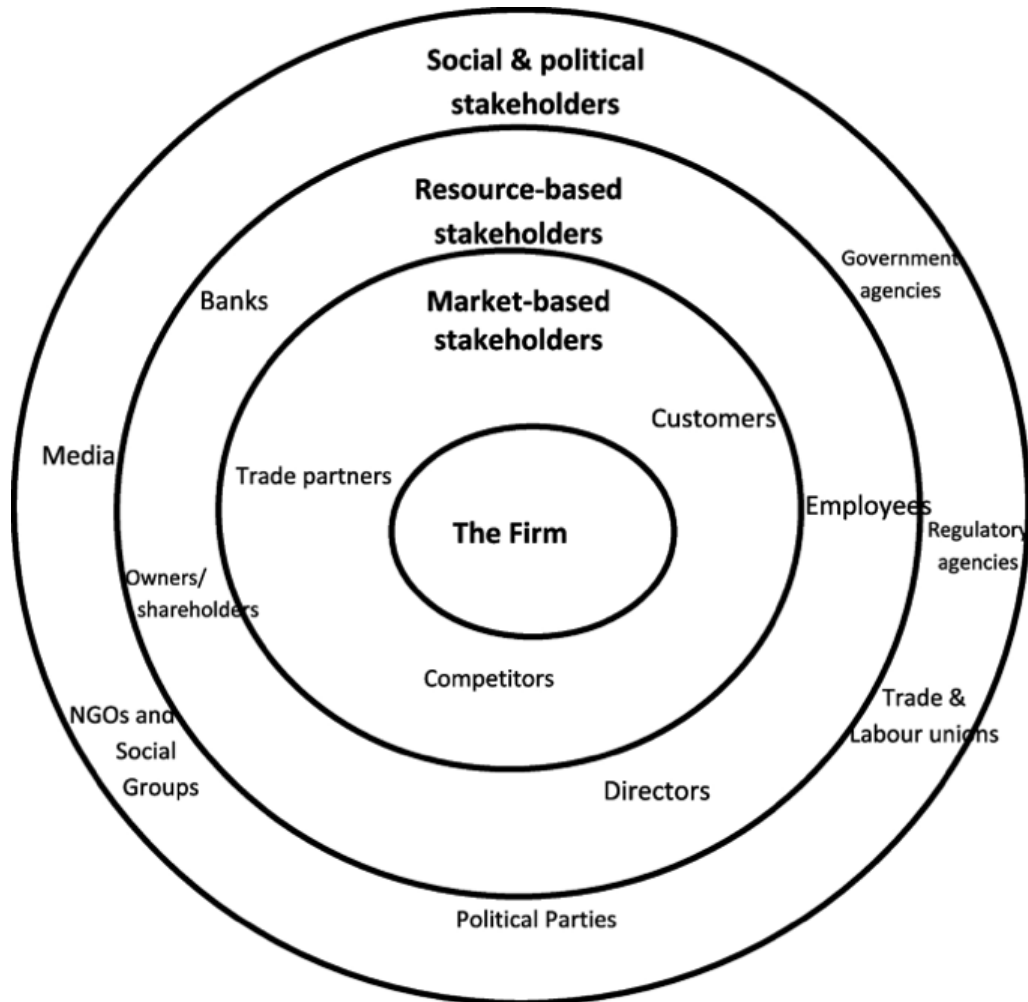 Social & political
stakeholders
Resource-based
stakeholders
Government
agencies
Banks
Market-based
stakeholders
Customers
Media
Trade partners
Employees
The Firm
Regulatory
agencies
Owners/
shareholders
Competitors
NGOs and
Social
Groups
Trade &
Labour unions
Directors
Political Parties